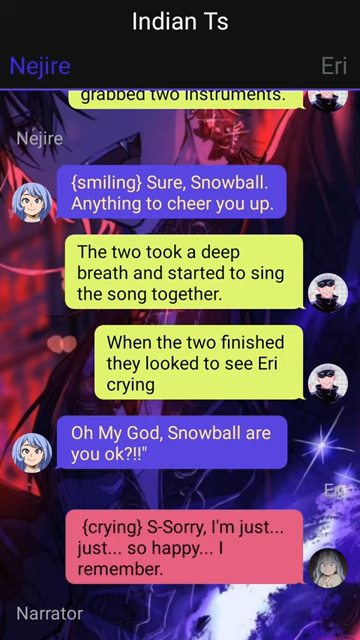 Indian Ts
Nejire
Eri
grabbed two instruments.
Nejire
{smiling} Sure, Snowball.
Anything to cheer you up.
The two took a deep
breath and started to sing
the song together.
When the two finished
they looked to see Eri
crying
Oh My God, Snowball are
you ok?!!"
Eri
{crying} S-Sorry, I'm just...
just... so happy... I
remember.
Narrator